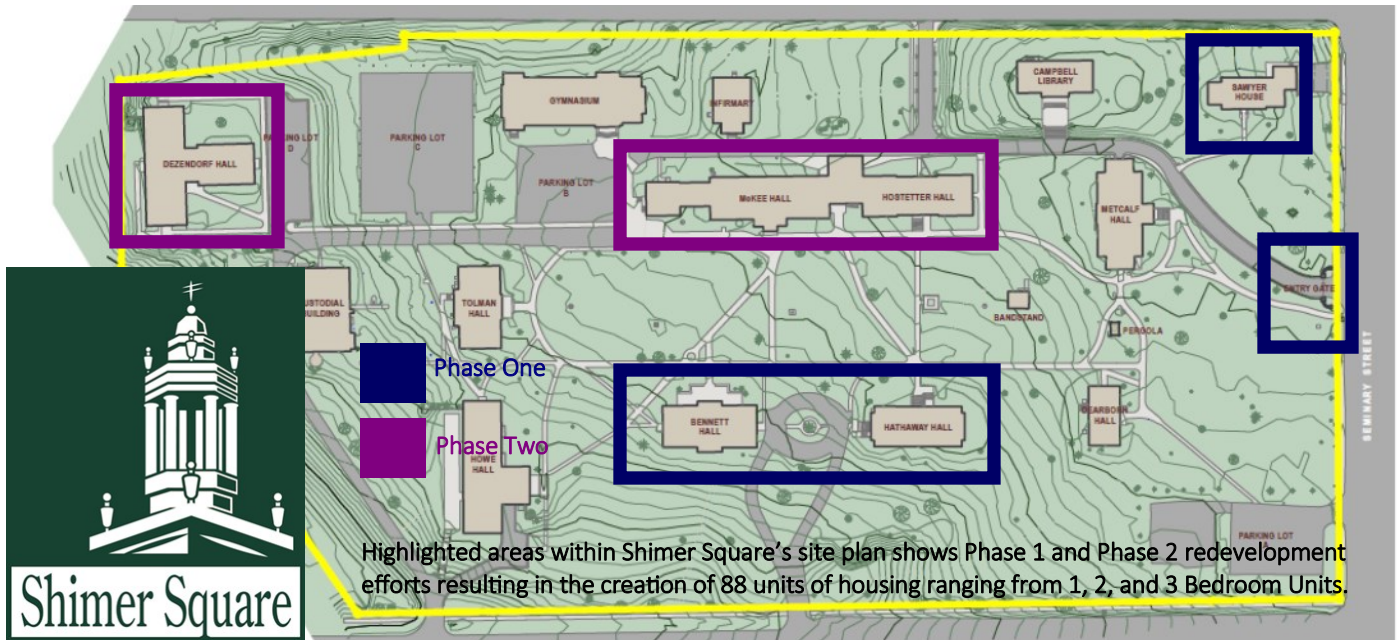 CAMPBELL
LIBRARY
SAWYER
HOUSE
GYMNASIUM
INFIRMARY
PARKING LOT
D
PARKING LOT
C
DEZENDORF HALL
PARKING LOT
B
McKEE HALL
HOSTETTER HALL
METCALF
HALL
ENTRY GATE
USTODIAL
UILDING
TOLMAN
HALL
BANDSTAND
PERGOLA
SEMINARY STREET
Phase One
BENNETT
HALL
HATHAWAY HALL
DEARBORN
HALL
Phase Two
HOWE
HALL
PARKING LOT
Highlighted areas within Shimer Square's site plan shows Phase 1 and Phase 2 redevelopment
efforts resulting in the creation of 88 units of housing ranging from 1, 2, and 3 Bedroom Units.
Shimer Square